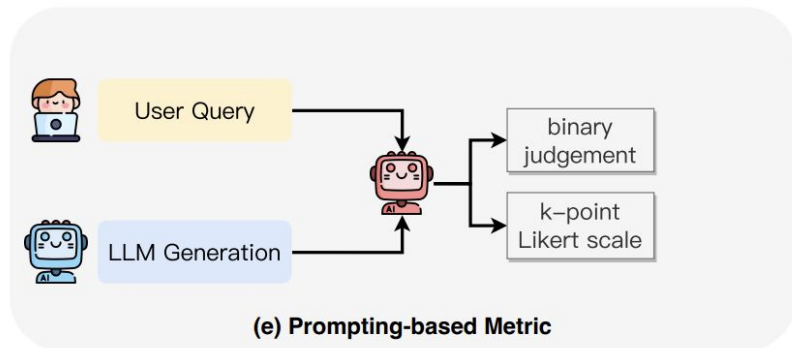 User Query
binary
judgement
AI
k-point
Likert scale
LLM Generation
AI
(e) Prompting-based Metric